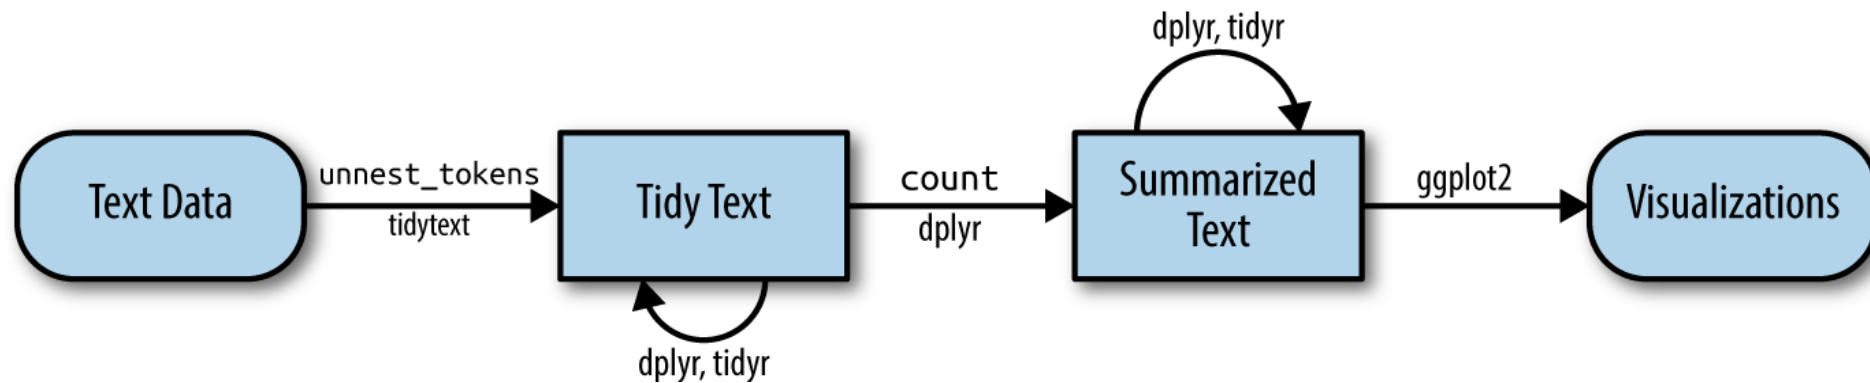 dplyr, tidyr
Text Data
unnest_tokens
tidytext
Tidy Text
count
dplyr
Summarized
Text
ggplot2
Visualizations
dplyr, tidyr